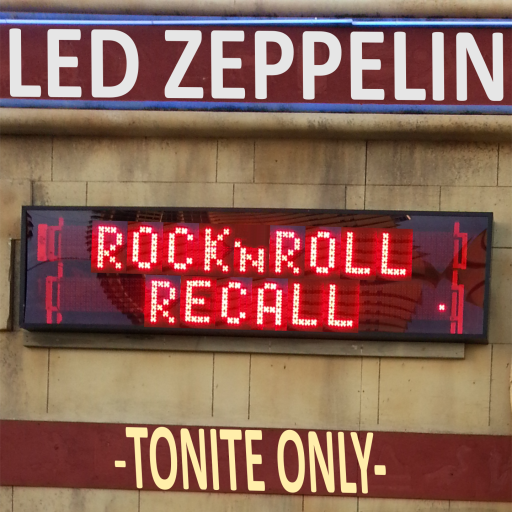 LED ZEPPELIN
ROCKnROLL
RECALL
-TONITE ONLY-